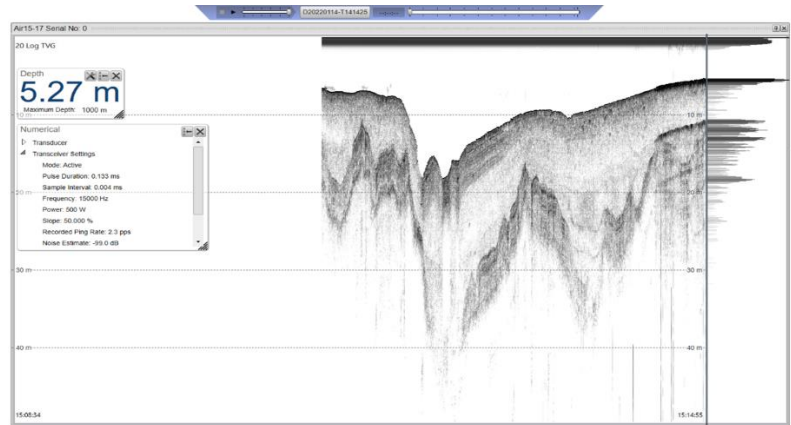 D20220114-T141425
Air15-17 Serial No: 0
20 Log TVG
Depth
5.27 m
Maximum Depth: 1000 m
10 m
10 m
Numerical
Transducer
Transceiver Settings
Mode: Active
Pulse Duration: 0.133 ms
Sample Interval: 0.004 ms
Frequency: 15000 Hz
Power: 500 W
Slope: 50.000 %
Recorded Ping Rate: 2.3 pps
Noise Estimate: -99.0 dB
20 m
20 m
30 m
30 m
40 m
40 m
15:08:34
15:14:55